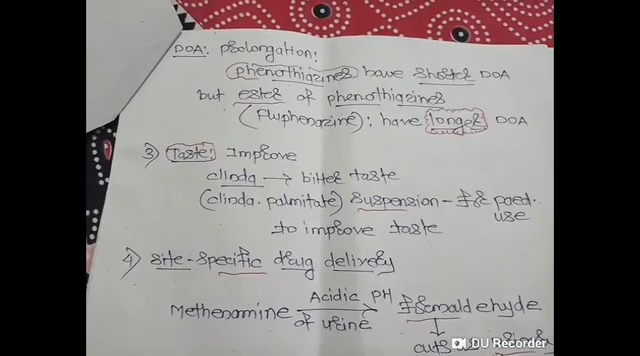 DOA: Prolongation:
phenothiazines have shorter DOA
but ester of phenothiazines
(Fluphenazine): have longer DOA
3) Taste: Improve
clinda → bitter taste
(clinda. palmitate) suspension - for paed.
use
to improve taste
4) Site-specific drug delivery
Methenamine Acidic PH Formaldehyde
of urine
DU Recorder